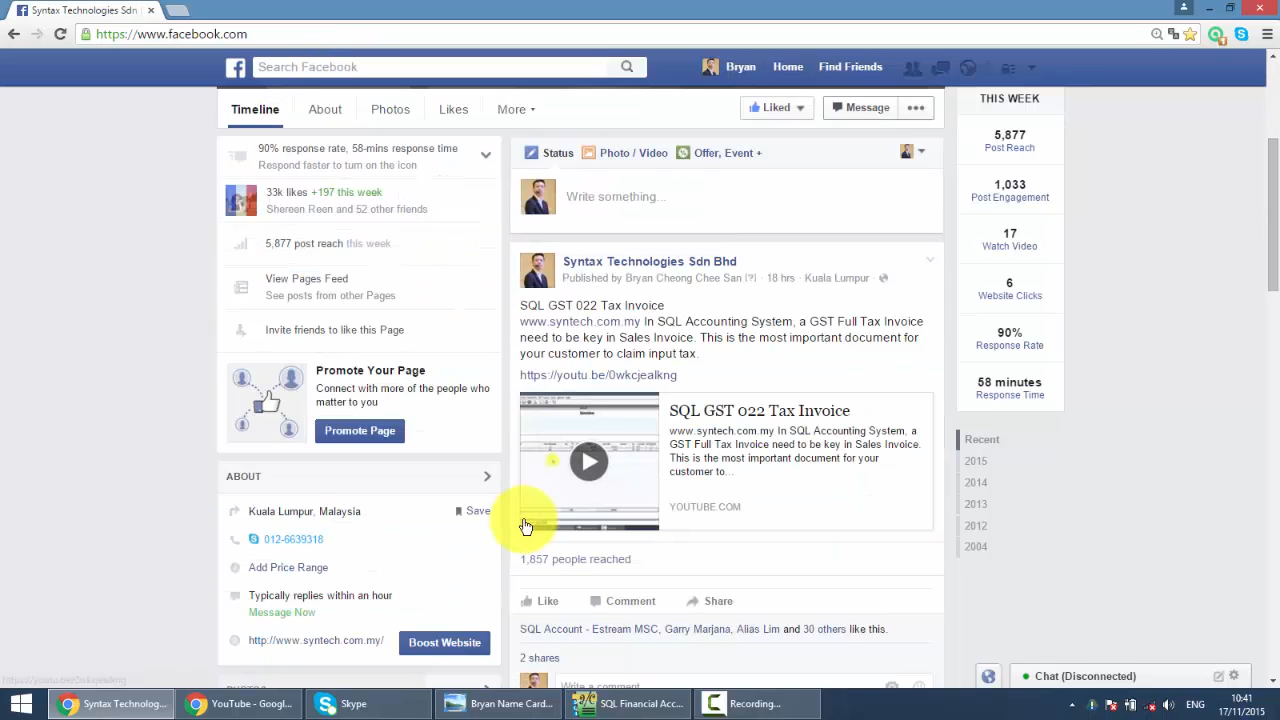 Syntax Technologies Sdn
https://www.facebook.com
Search Facebook
Bryan
Home
Find Friends
Timeline
About
Photos
Likes
More
Liked
Message
90% response rate, 58-mins response time
Respond faster to turn on the icon
33k likes +197 this week
Shereen Reen and 52 other friends
5,877 post reach this week
View Pages Feed
See posts from other Pages
Invite friends to like this Page
Promote Your Page
Connect with more of the people who
matter to you
Promote Page
ABOUT
Kuala Lumpur, Malaysia
Save
012-6639318
Add Price Range
Typically replies within an hour
Message Now
http://www.syntech.com.my/
Boost Website
Status
Photo / Video
Offer, Event +
Write something...
Syntax Technologies Sdn Bhd
Published by Bryan Cheong Chee San [?] · 18 hrs · Kuala Lumpur ·
SQL GST 022 Tax Invoice
www.syntech.com.my In SQL Accounting System, a GST Full Tax Invoice
need to be key in Sales Invoice. This is the most important document for
your customer to claim input tax.
https://youtu.be/0wkcjealkng
SQL GST 022 Tax Invoice
www.syntech.com.my In SQL Accounting System, a
GST Full Tax Invoice need to be key in Sales Invoice.
This is the most important document for your
customer to...
YOUTUBE.COM
1,857 people reached
Like
Comment
Share
SQL Account - Estream MSC, Garry Marjana, Alias Lim and 30 others like this.
2 shares
Write a comment
THIS WEEK
5,877
Post Reach
1,033
Post Engagement
17
Watch Video
6
Website Clicks
90%
Response Rate
58 minutes
Response Time
Recent
2015
2014
2013
2012
2004
Chat (Disconnected)
Syntax Technolog...
YouTube - Googl...
Skype
Bryan Name Card...
SQL Financial Acc...
Recording...
ENG
10:41
17/11/2015